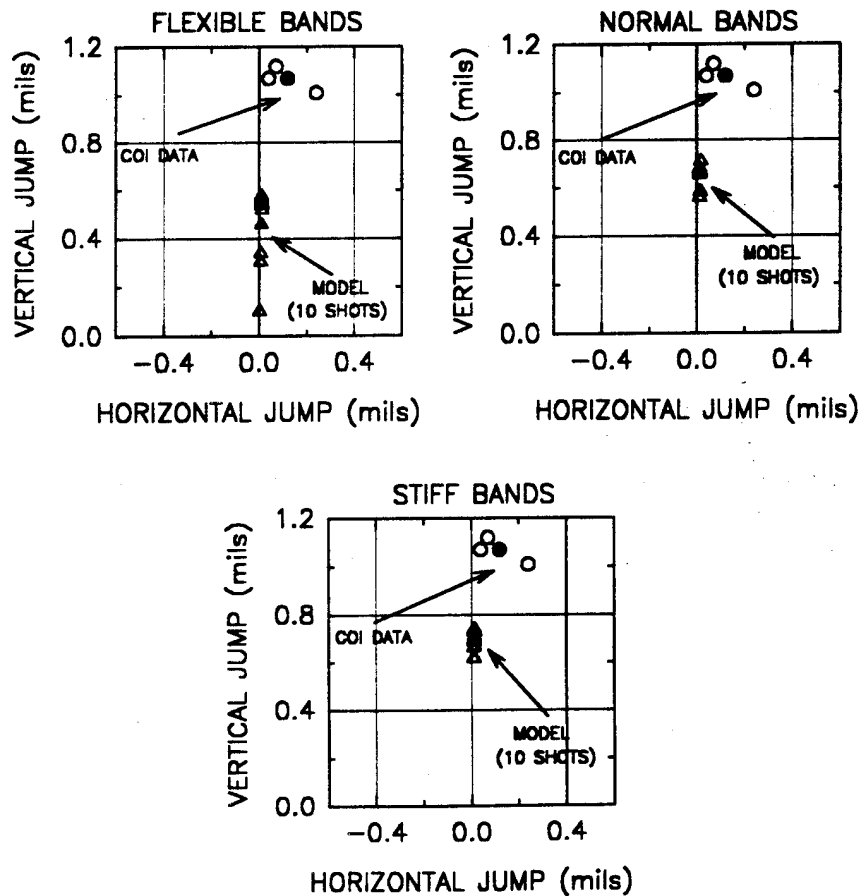 FLEXIBLE BANDS
VERTICAL JUMP (mils)
1.2
0.8
0.4
0.0
COI DATA
MODEL
(10 SHOTS)
−0.4 0.0 0.4
HORIZONTAL JUMP (mils)
NORMAL BANDS
VERTICAL JUMP (mils)
1.2
0.8
0.4
0.0
COI DATA
MODEL
(10 SHOTS)
−0.4 0.0 0.4
HORIZONTAL JUMP (mils)
STIFF BANDS
VERTICAL JUMP (mils)
1.2
0.8
0.4
0.0
COI DATA
MODEL
(10 SHOTS)
−0.4 0.0 0.4
HORIZONTAL JUMP (mils)